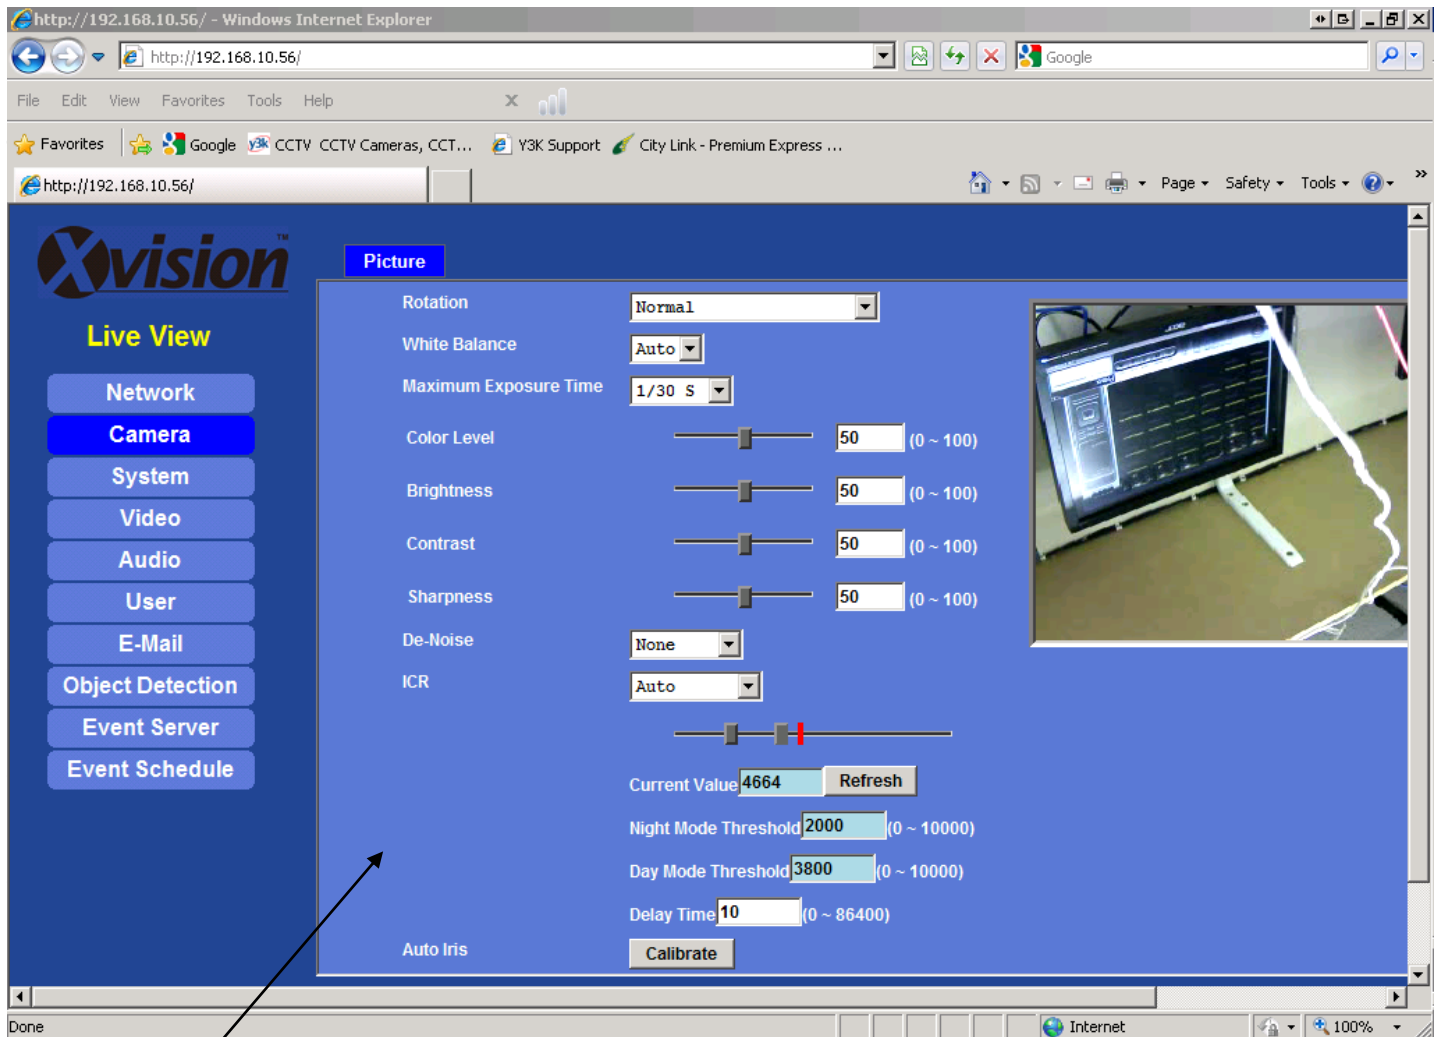 http://192.168.10.56/ - Windows Internet Explorer
http://192.168.10.56/
Google
File Edit View Favorites Tools Help
Favorites Google CCTV CCTV Cameras, CCT... Y3K Support City Link - Premium Express ...
http://192.168.10.56/
Page Safety Tools
Xvision™
Picture
Live View
Network
Camera
System
Video
Audio
User
E-Mail
Object Detection
Event Server
Event Schedule
Rotation Normal
White Balance Auto
Maximum Exposure Time 1/30 S
Color Level 50 (0 ~ 100)
Brightness 50 (0 ~ 100)
Contrast 50 (0 ~ 100)
Sharpness 50 (0 ~ 100)
De-Noise None
ICR Auto
Current Value 4664 Refresh
Night Mode Threshold 2000 (0 ~ 10000)
Day Mode Threshold 3800 (0 ~ 10000)
Delay Time 10 (0 ~ 86400)
Auto Iris Calibrate
Done Internet 100%